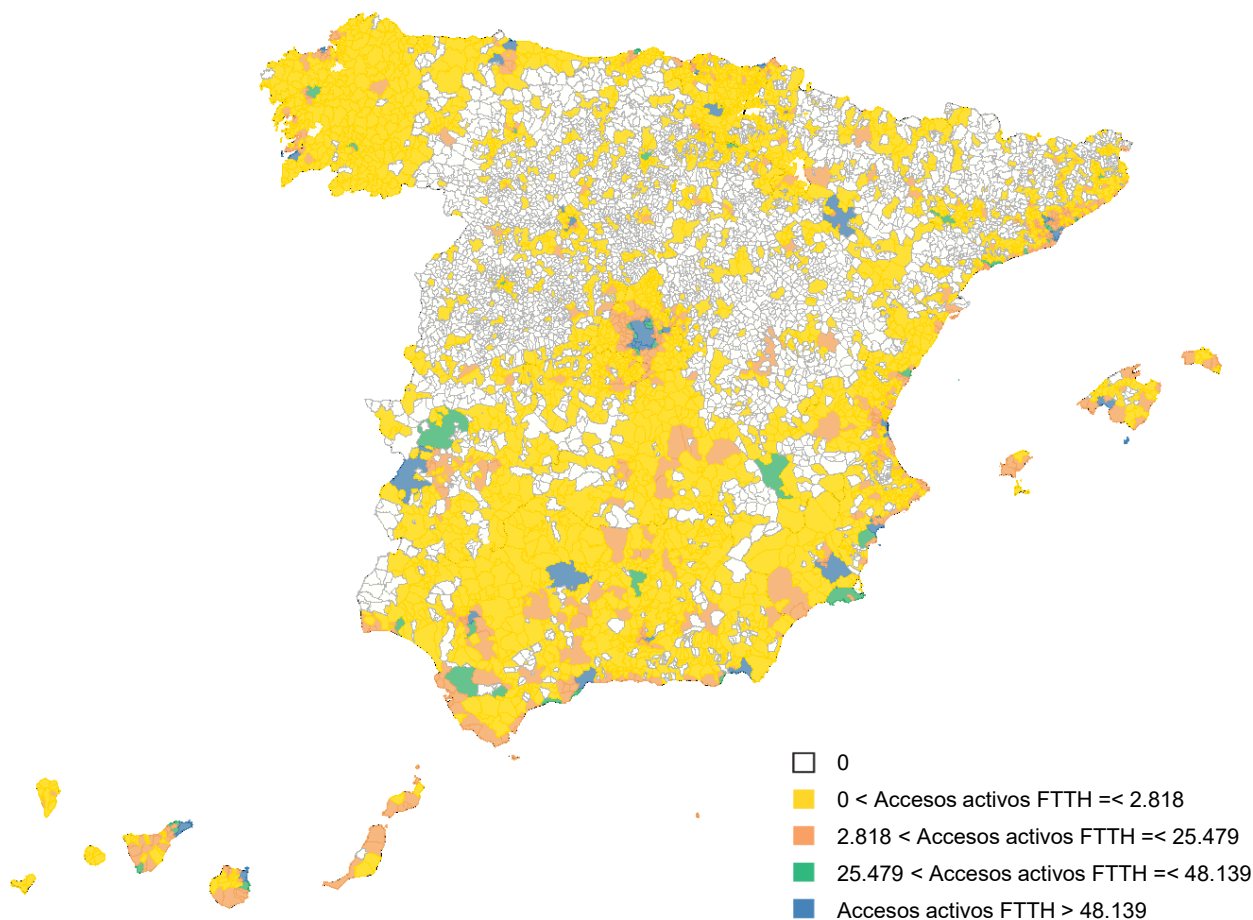 0
0 < Accesos activos FTTH =< 2.818
2.818 < Accesos activos FTTH =< 25.479
25.479 < Accesos activos FTTH =< 48.139
Accesos activos FTTH > 48.139